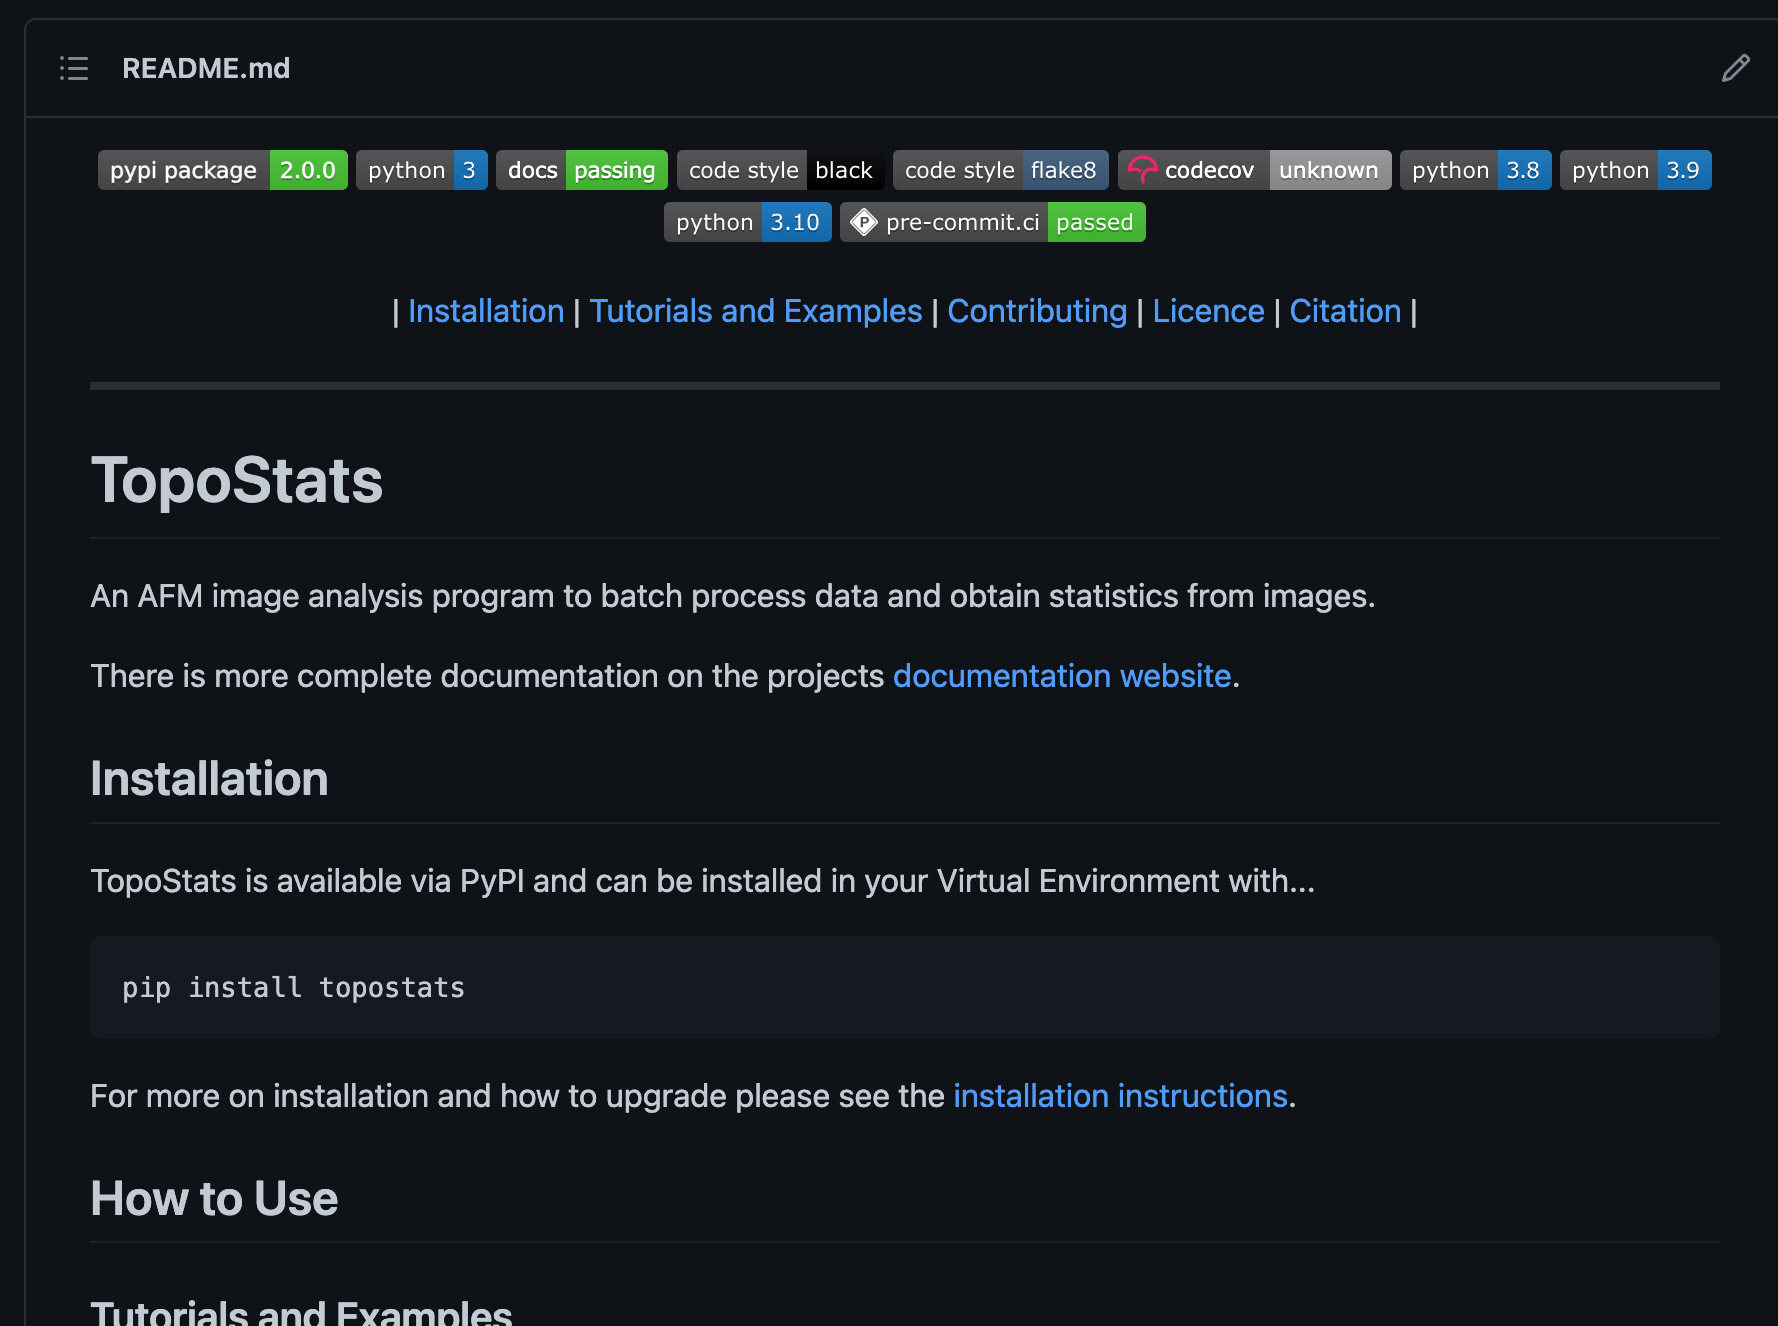 README.md
pypi package 2.0.0 python 3 docs passing code style black code style flake8 codecov unknown python 3.8 python 3.9
python 3.10 P pre-commit.ci passed
| Installation | Tutorials and Examples | Contributing | Licence | Citation |
TopoStats
An AFM image analysis program to batch process data and obtain statistics from images.
There is more complete documentation on the projects documentation website.
Installation
TopoStats is available via PyPI and can be installed in your Virtual Environment with...
pip install topostats
For more on installation and how to upgrade please see the installation instructions.
How to Use
Tutorials and Examples